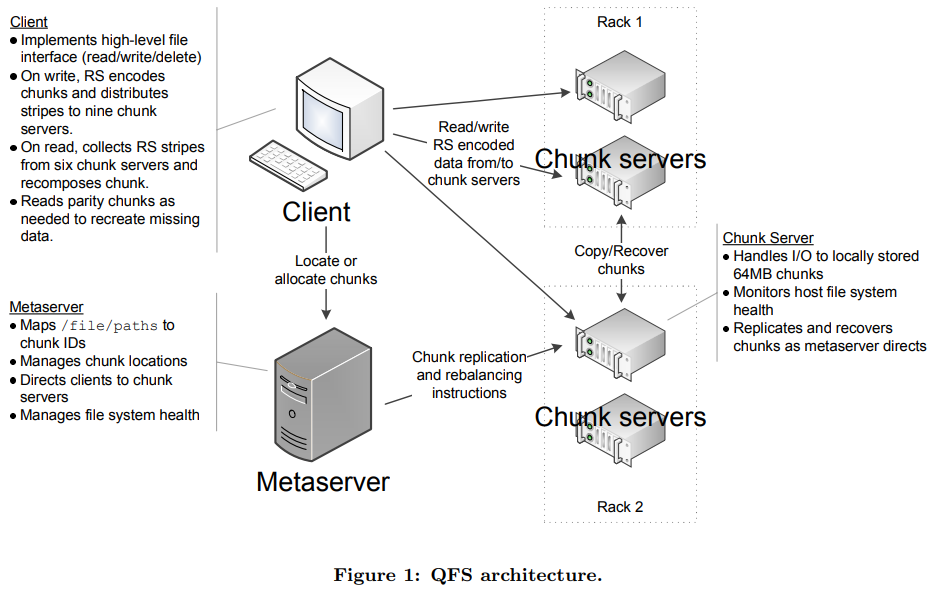 Client
● Implements high-level file
interface (read/write/delete)
● On write, RS encodes
chunks and distributes
stripes to nine chunk
servers.
● On read, collects RS stripes
from six chunk servers and
recomposes chunk.
● Reads parity chunks as
needed to recreate missing
data.
Client
Rack 1
Read/write
RS encoded
data from/to
chunk servers
Chunk servers
Locate or
allocate chunks
Copy/Recover
chunks
Chunk Server
● Handles I/O to locally stored
64MB chunks
● Monitors host file system
health
● Replicates and recovers
chunks as metaserver directs
Metaserver
● Maps /file/paths to
chunk IDs
● Manages chunk locations
● Directs clients to chunk
servers
● Manages file system health
Chunk replication
and rebalancing
instructions
Chunk servers
Metaserver
Rack 2
Figure 1: QFS architecture.